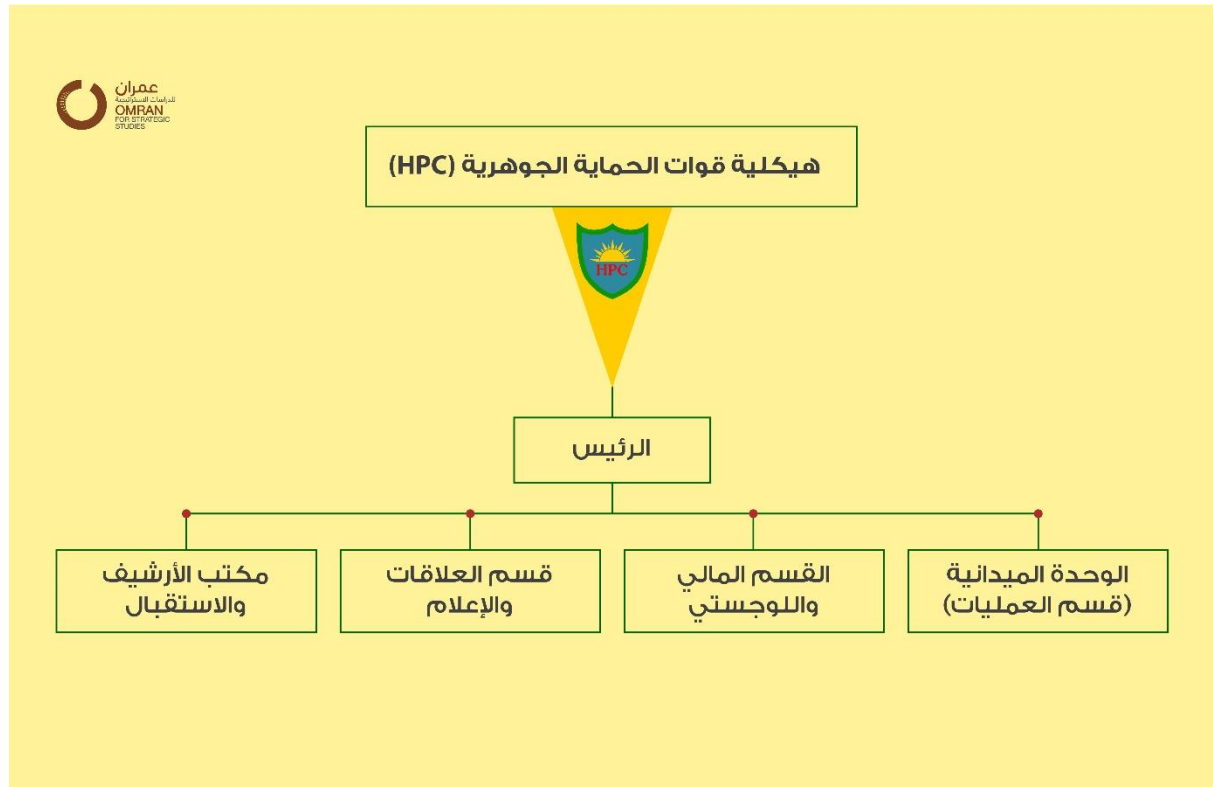 عمران
للدراسات الاستراتيجية
OMRAN
FOR STRATEGIC
STUDIES
هيكلية قوات الحماية الجوهرية (HPC)
HPC
الرئيس
الوحدة الميدانية
(قسم العمليات)
القسم المالي
واللوجستي
قسم العلاقات
والإعلام
مكتب الأرشيف
والاستقبال